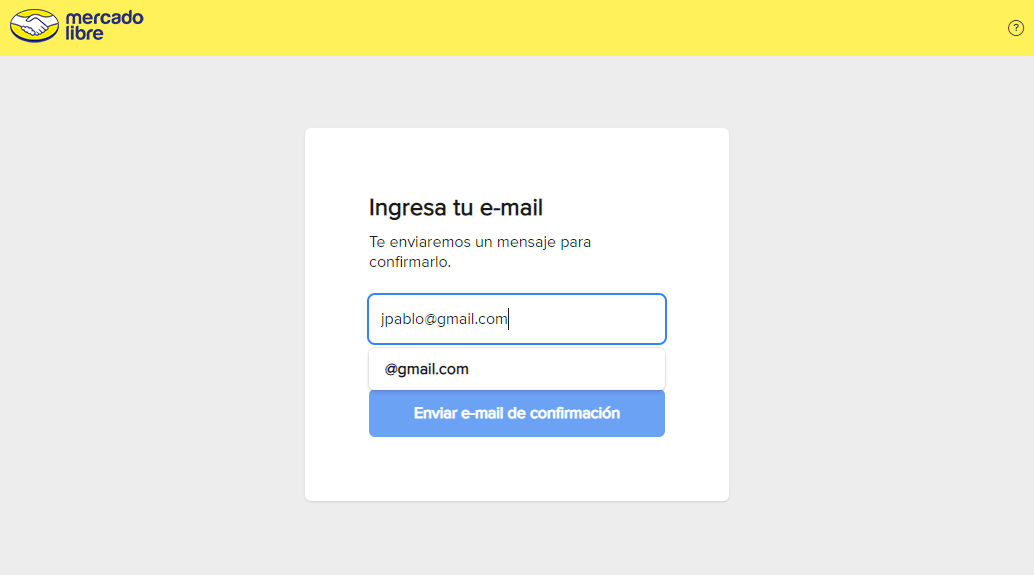 mercado
libre
?
Ingresa tu e-mail
Te enviaremos un mensaje para
confirmarlo.
jpablo@gmail.com
@gmail.com
Enviar e-mail de confirmación